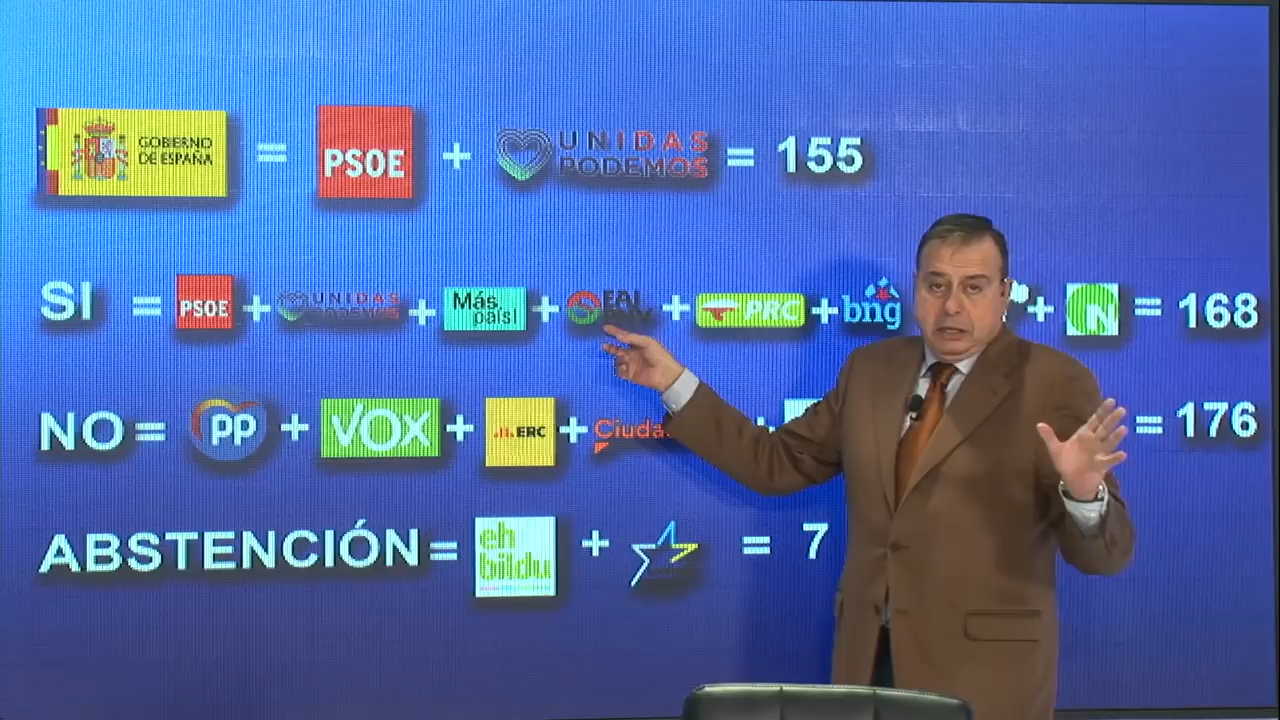 GOBIERNO DE ESPAÑA = PSOE + UNIDAS PODEMOS = 155
SI = PSOE + UNIDAS PODEMOS + Más país + EAJ PNV + PRC + bng + N = 168
NO = PP + VOX + ERC + Ciuda + = 176
ABSTENCIÓN = eh bildu + = 7